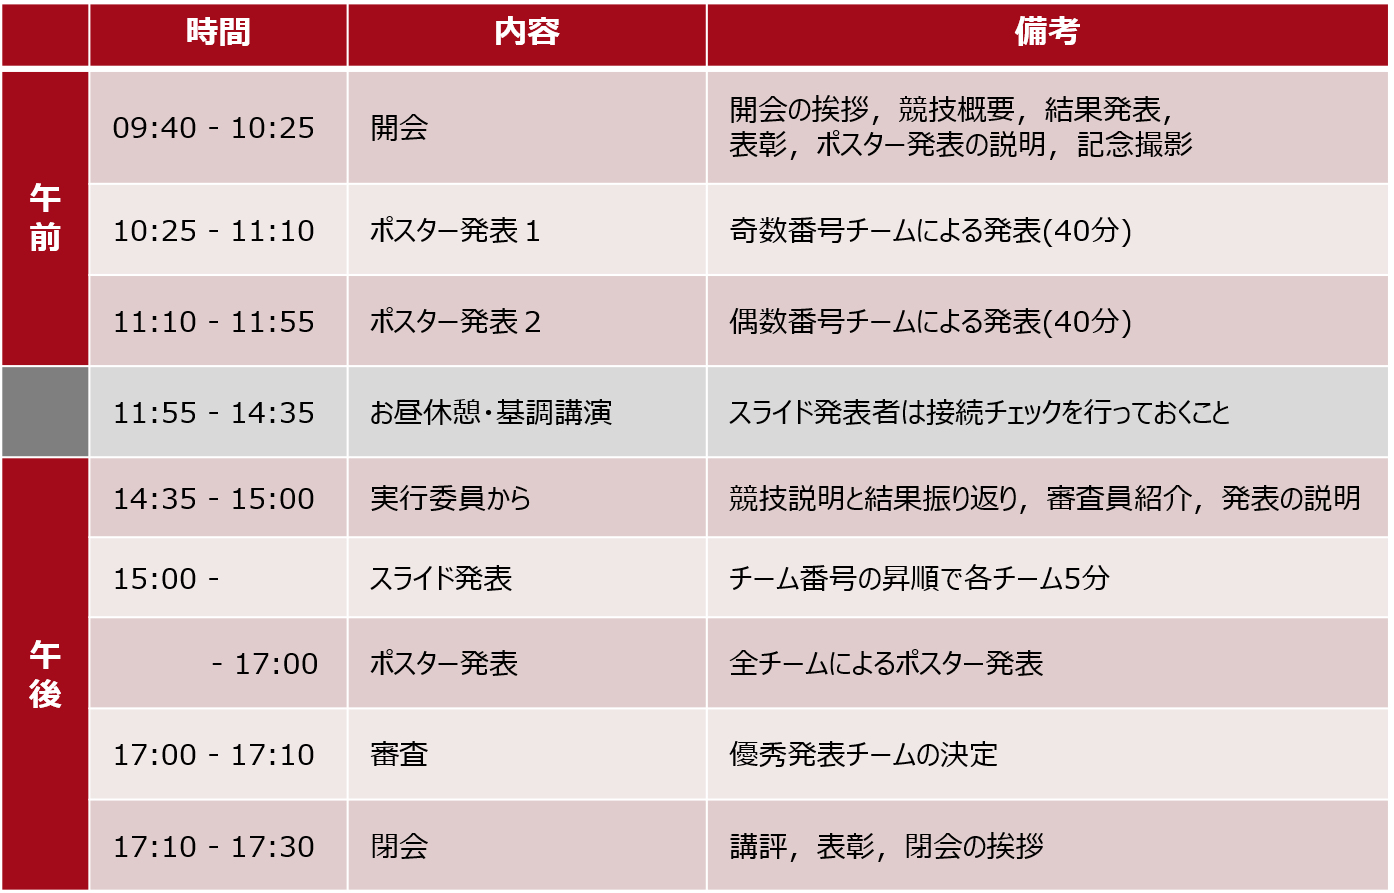 時間 内容 備考
午前
09:40 - 10:25 開会 開会の挨拶，競技概要，結果発表，
表彰，ポスター発表の説明，記念撮影
10:25 - 11:10 ポスター発表１ 奇数番号チームによる発表(40分)
11:10 - 11:55 ポスター発表２ 偶数番号チームによる発表(40分)
11:55 - 14:35 お昼休憩・基調講演 スライド発表者は接続チェックを行っておくこと
午後
14:35 - 15:00 実行委員から 競技説明と結果振り返り，審査員紹介，発表の説明
15:00 - スライド発表 チーム番号の昇順で各チーム5分
- 17:00 ポスター発表 全チームによるポスター発表
17:00 - 17:10 審査 優秀発表チームの決定
17:10 - 17:30 閉会 講評，表彰，閉会の挨拶